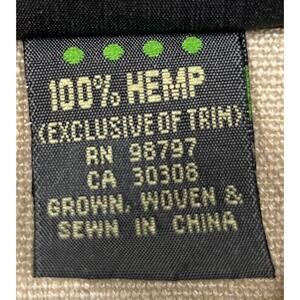 100% HEMP
(EXCLUSIVE OF TRIM)
RN 98797
CA 30308
GROWN, WOVEN &
SEWN IN CHINA